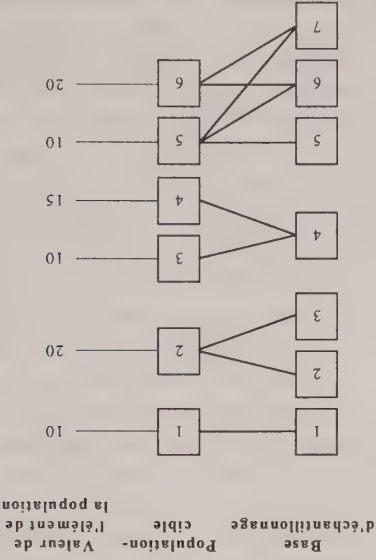 Base Population- Valeur de
d'échantillonnage cible l'élément de
la population
1 1 10
2
2 20
3
3 10
4
4 15
5 5 10
6 6 20
7